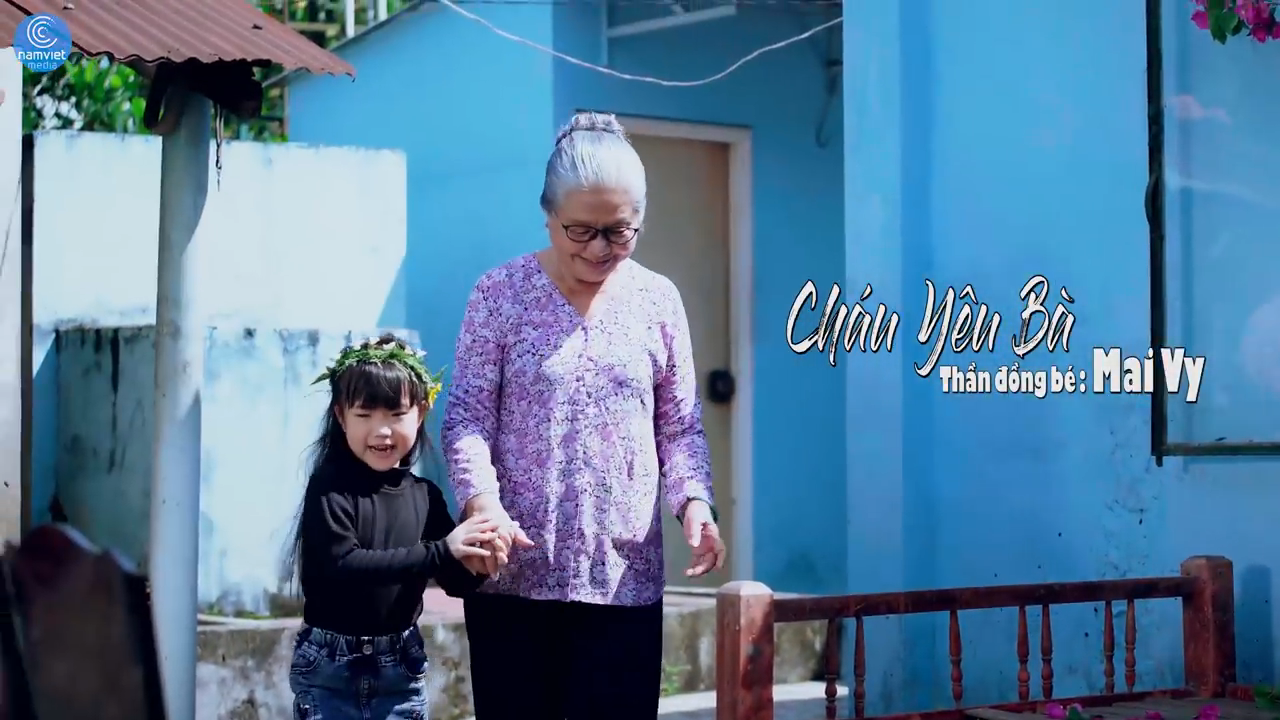 namviet
media
Cháu Yêu Bà
Thần đồng bé: Mai Vy